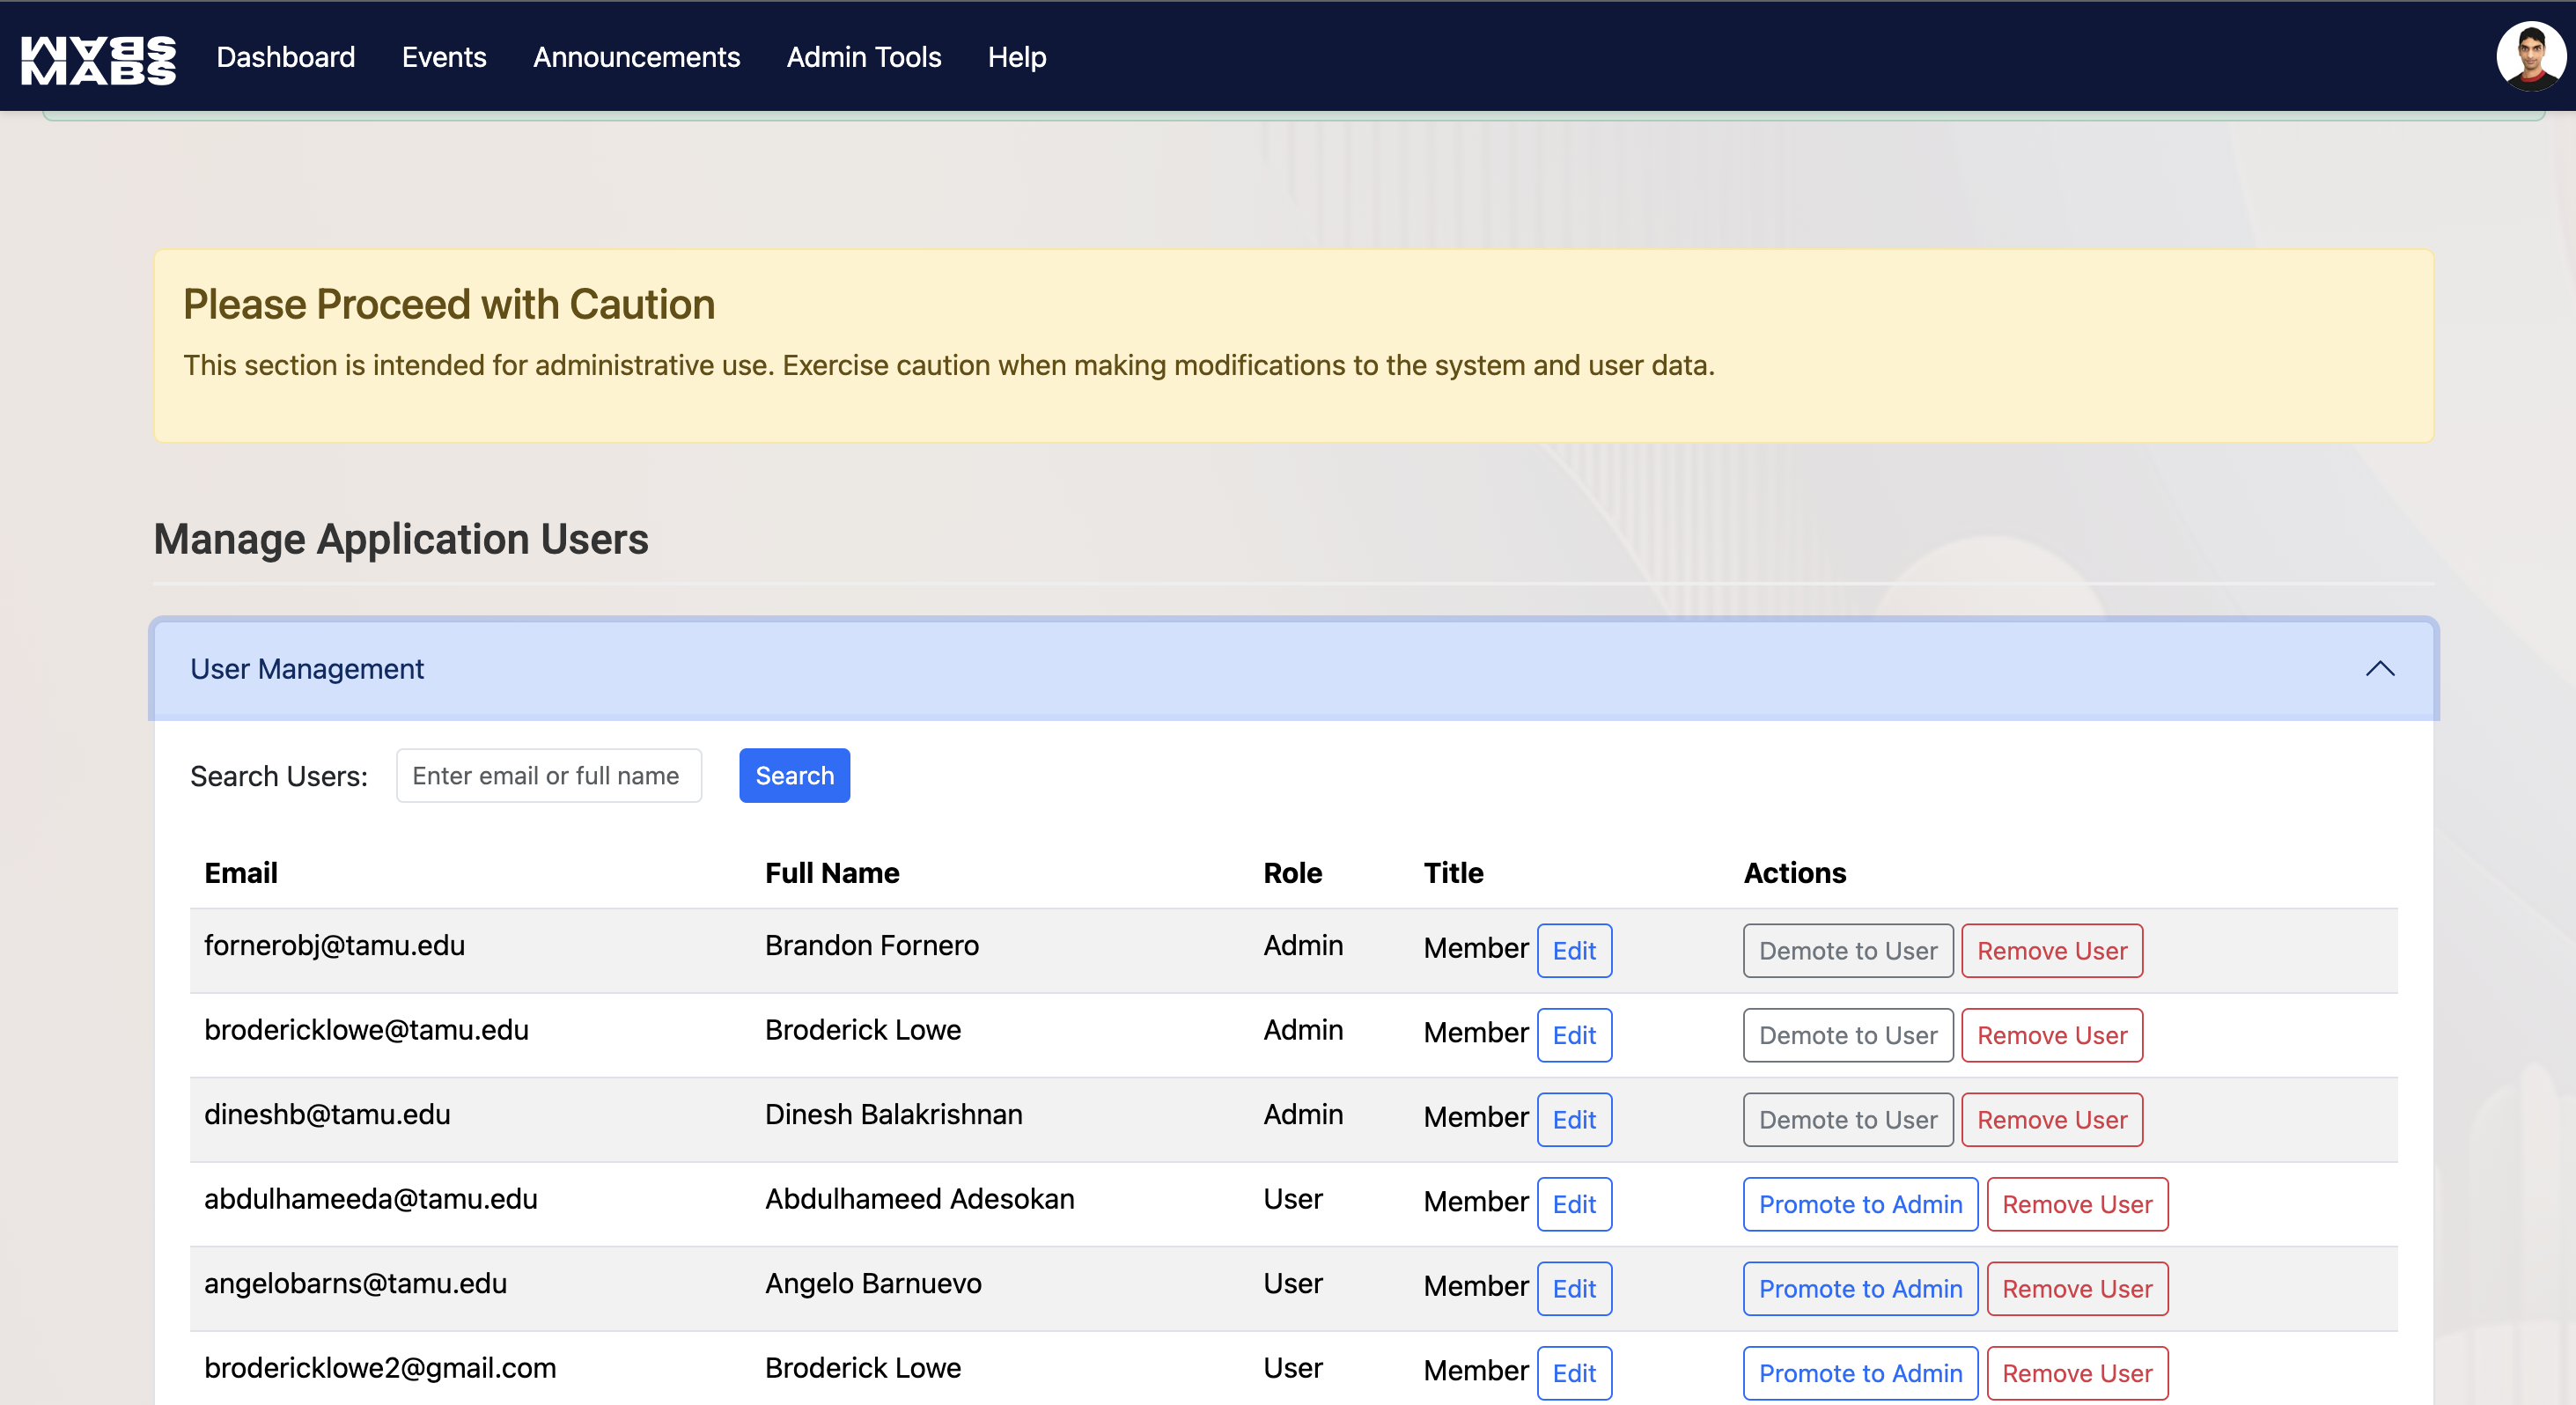 MABS
MABS Dashboard Events Announcements Admin Tools Help
Please Proceed with Caution
This section is intended for administrative use. Exercise caution when making modifications to the system and user data.
Manage Application Users
User Management
Search Users: Enter email or full name Search
Email Full Name Role Title Actions
fornerobj@tamu.edu Brandon Fornero Admin Member Edit Demote to User Remove User
brodericklowe@tamu.edu Broderick Lowe Admin Member Edit Demote to User Remove User
dineshb@tamu.edu Dinesh Balakrishnan Admin Member Edit Demote to User Remove User
abdulhameeda@tamu.edu Abdulhameed Adesokan User Member Edit Promote to Admin Remove User
angelobarns@tamu.edu Angelo Barnuevo User Member Edit Promote to Admin Remove User
brodericklowe2@gmail.com Broderick Lowe User Member Edit Promote to Admin Remove User